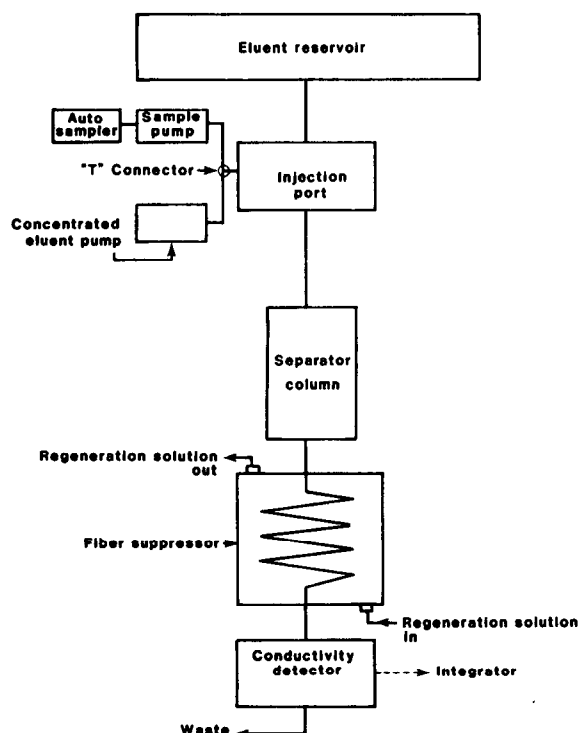 Eluent reservoir
Auto
sampler
Sample
pump
"T" Connector
Injection
port
Concentrated
eluent pump
Separator
column
Regeneration solution
out
Fiber suppressor
Regeneration solution
in
Conductivity
detector
Integrator
Waste